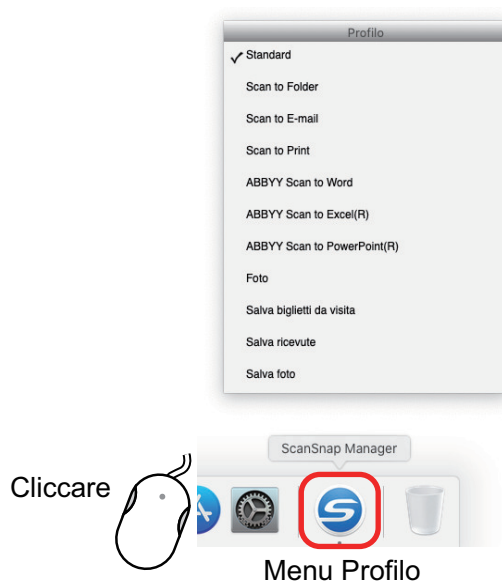 Profilo
Standard
Scan to Folder
Scan to E-mail
Scan to Print
ABBYY Scan to Word
ABBYY Scan to Excel(R)
ABBYY Scan to PowerPoint(R)
Foto
Salva biglietti da visita
Salva ricevute
Salva foto
ScanSnap Manager
Cliccare
Menu Profilo